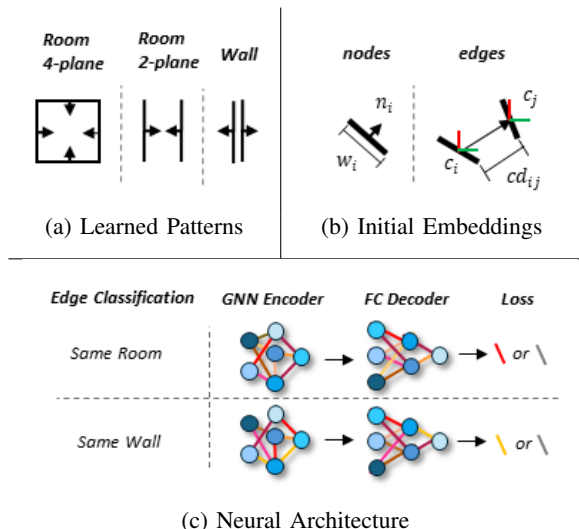 Room 4-plane
Room 2-plane
Wall
nodes
edges
n_i
w_i
c_i
c_j
cd_ij
(a) Learned Patterns
(b) Initial Embeddings
Edge Classification
GNN Encoder
FC Decoder
Loss
Same Room
or
Same Wall
or
(c) Neural Architecture